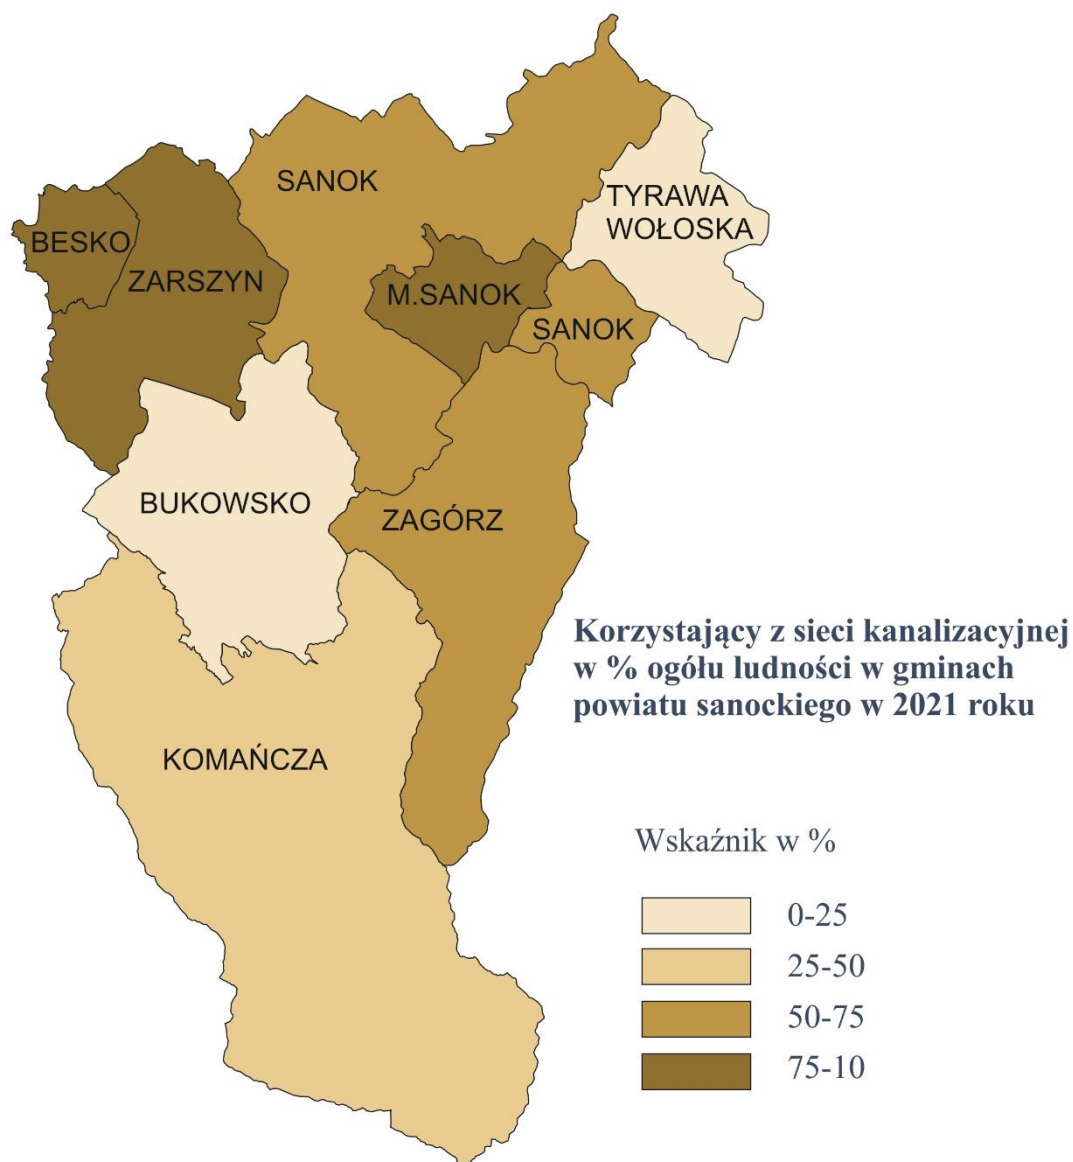 SANOK
TYRAWA
WOŁOSKA
BESKO
ZARSZYN
M.SANOK
SANOK
BUKOWSKO
ZAGÓRZ
Korzystający z sieci kanalizacyjnej
w % ogółu ludności w gminach
powiatu sanockiego w 2021 roku
KOMAŃCZA
Wskaźnik w %
0-25
25-50
50-75
75-10